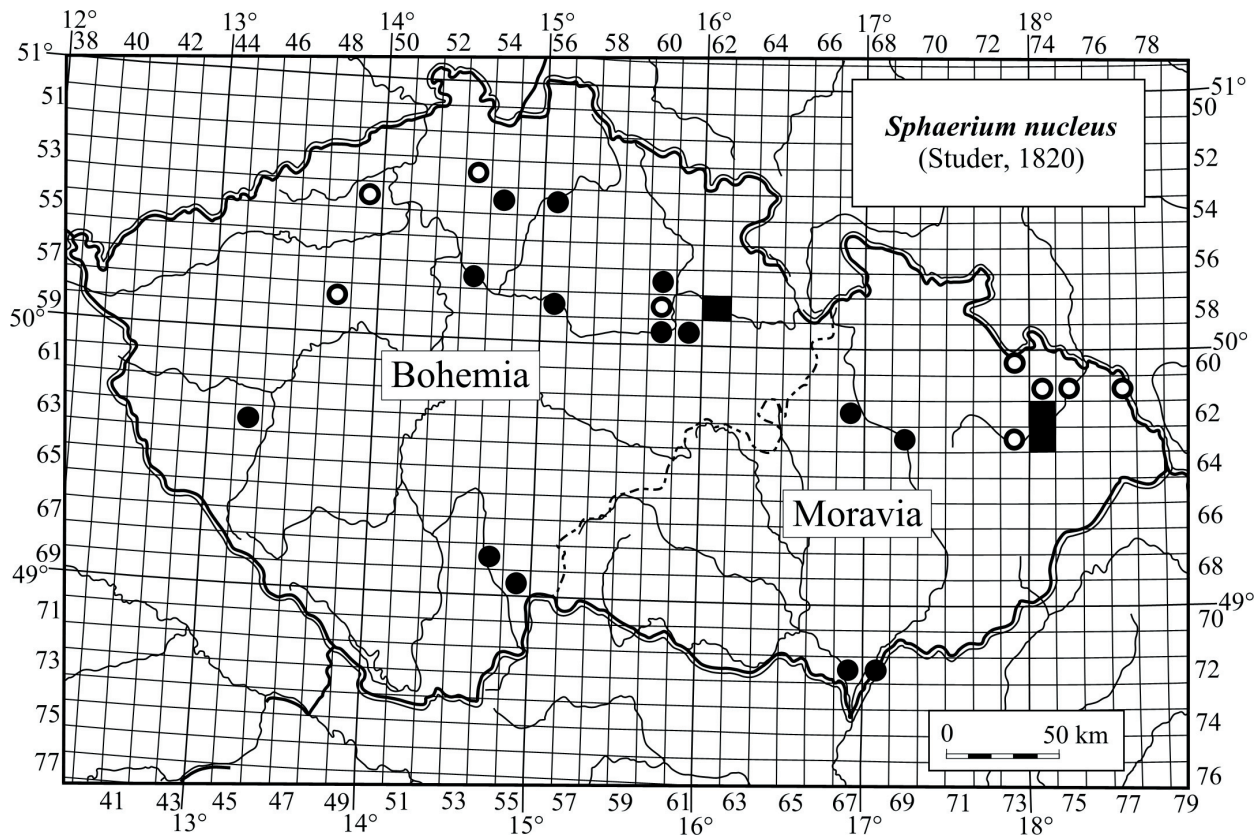 12° 13° 14° 15° 16° 17° 18°
38 40 42 44 46 48 50 52 54 56 58 60 62 64 66 68 70 72 74 76 78
51° 51°
51 50
Sphaerium nucleus
(Studer, 1820)
53 52
55 54
57 56
59 58
50° 50°
61 60
Bohemia
63 62
65 64
Moravia
67 66
69 68
49° 49°
71 70
73 72
75 74
0 50 km
77 76
41 43 45 47 49 51 53 55 57 59 61 63 65 67 69 71 73 75 77 79
13° 14° 15° 16° 17° 18°